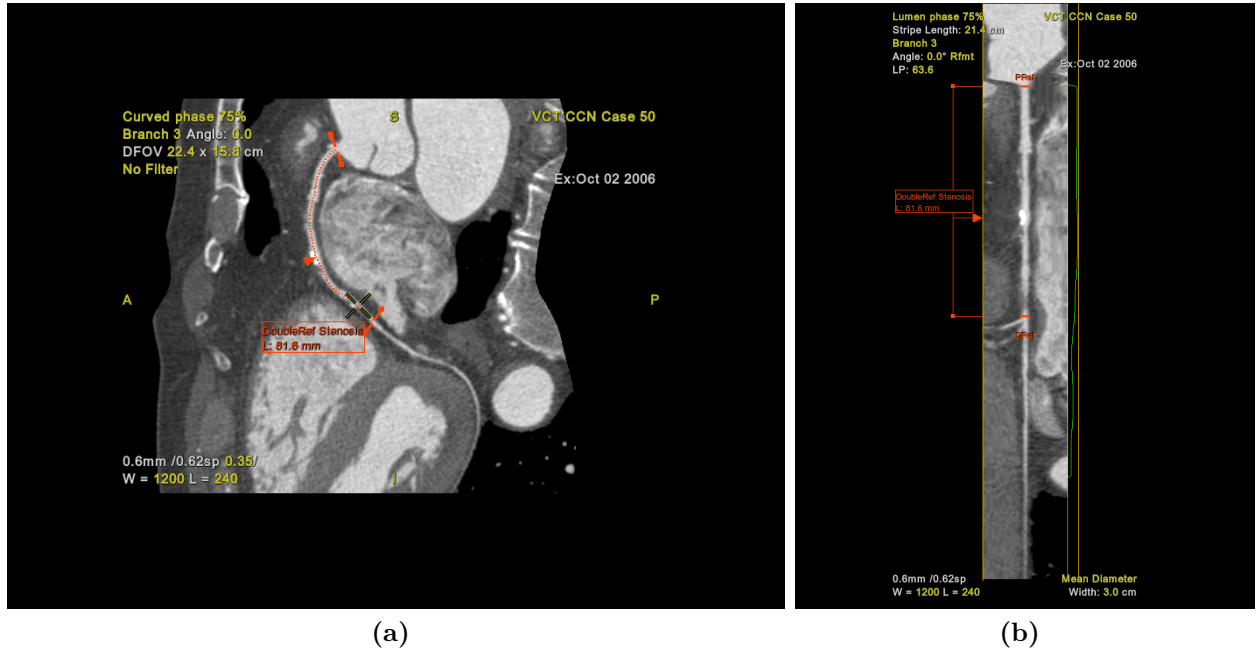 Curved phase 75%
Branch 3 Angle: 0.0
DFOV 22.4 x 15.8 cm
No Filter
S
VCT CCN Case 50
Ex:Oct 02 2006
A
P
DoubleRef Stenosis
L: 81.6 mm
0.6mm /0.62sp 0.35/
W = 1200 L = 240
I
(a)
Lumen phase 75%
Stripe Length: 21.4 cm
Branch 3
Angle: 0.0° Rfmt
LP: 63.6
VCT CCN Case 50
Ex:Oct 02 2006
PRef
DoubleRef Stenosis
L: 81.6 mm
DRef
0.6mm /0.62sp
W = 1200 L = 240
Mean Diameter
Width: 3.0 cm
(b)